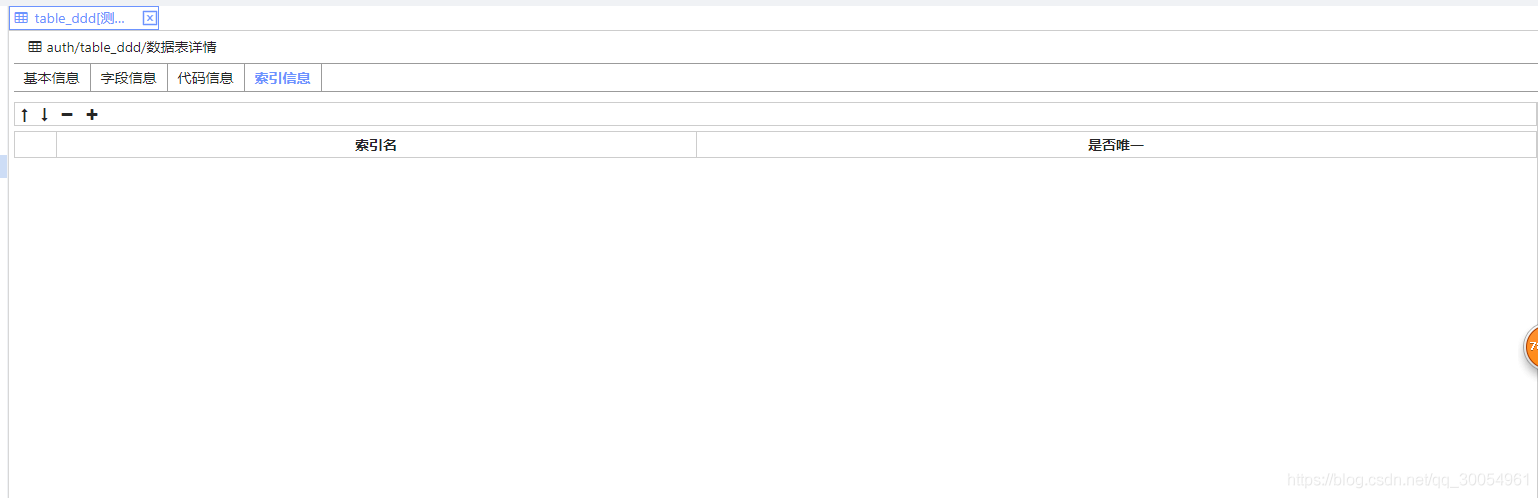 table_ddd[测...
auth/table_ddd/数据表详情
基本信息 字段信息 代码信息 索引信息
索引名 是否唯一
https://blog.csdn.net/qq_30054961